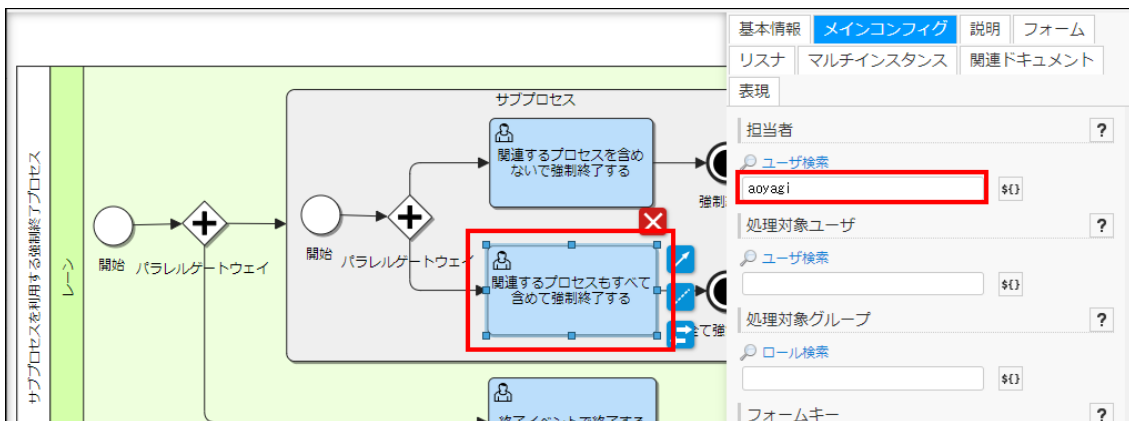 基本情報
メインコンフィグ
説明
フォーム
リスナ
マルチインスタンス
関連ドキュメント
表現
担当者
?
ユーザ検索
aoyagi
${}
処理対象ユーザ
?
ユーザ検索
${}
処理対象グループ
?
ロール検索
${}
フォームキー
?
サブプロセスを利用する強制終了プロセス
レーン
開始
パラレルゲートウェイ
サブプロセス
開始
パラレルゲートウェイ
関連するプロセスを含め
ないで強制終了する
強制
関連するプロセスもすべて
含めて強制終了する
て強
終了イベントで終了する